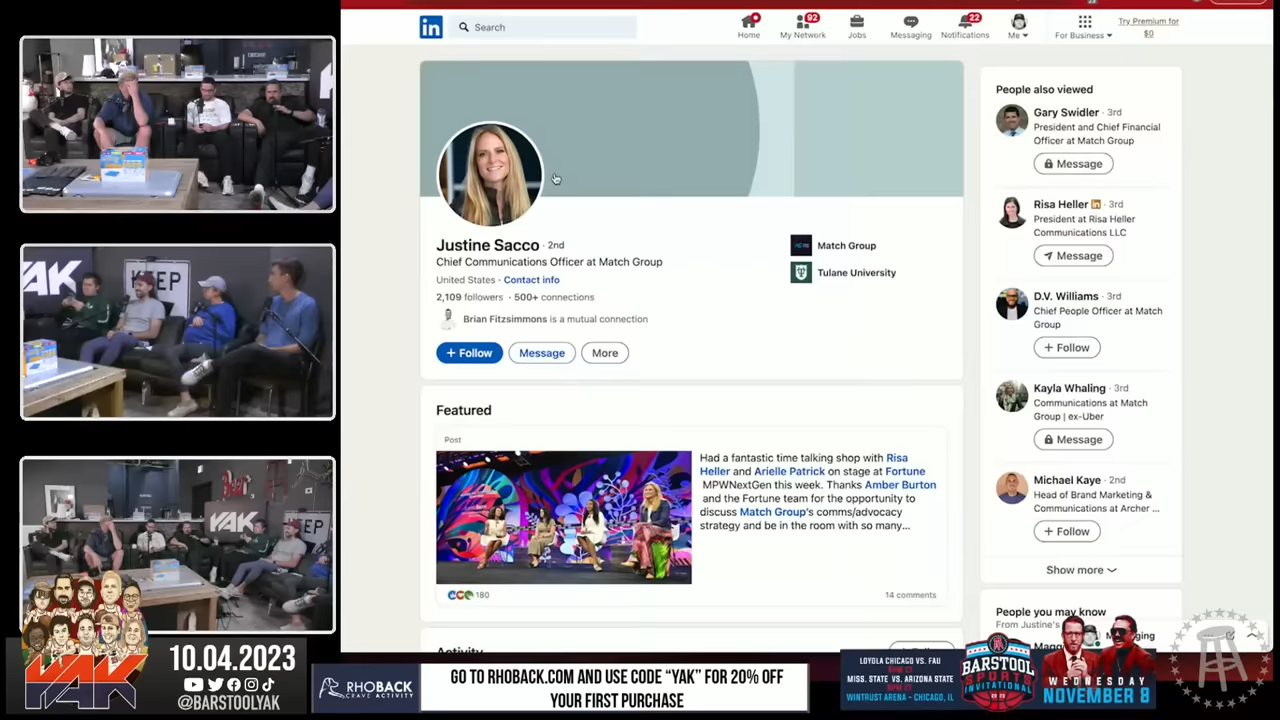 in
Search
22
92
Home
My Network
Jobs
Messaging
Notifications
Me
For Business
Try Premium for
$0
CHICAGO
YAK
KEEP
YAK
KEEP
Justine Sacco · 2nd
Chief Communications Officer at Match Group
United States · Contact info
2,109 followers · 500+ connections
Brian Fitzsimmons is a mutual connection
+ Follow
Message
More
Match Group
Tulane University
Featured
Post
Had a fantastic time talking shop with Risa
Heller and Arielle Patrick on stage at Fortune
MPWNextGen this week. Thanks Amber Burton
and the Fortune team for the opportunity to
discuss Match Group's comms/advocacy
strategy and be in the room with so many...
180
14 comments
Activity
People also viewed
Gary Swidler · 3rd
President and Chief Financial
Officer at Match Group
Message
Risa Heller in · 3rd
President at Risa Heller
Communications LLC
Message
D.V. Williams · 3rd
Chief People Officer at Match
Group
+ Follow
Kayla Whaling · 3rd
Communications at Match
Group | ex-Uber
Message
Michael Kaye · 2nd
Head of Brand Marketing &
Communications at Archer ...
+ Follow
Show more
People you may know
From Justine's
YAK
10.04.2023
@BARSTOOLYAK
RHOBACK
CRAVE ACTIVITY
GO TO RHOBACK.COM AND USE CODE "YAK" FOR 20% OFF
YOUR FIRST PURCHASE
LOYOLA CHICAGO VS. FAU
MISS. STATE VS. ARIZONA STATE
WINTRUST ARENA – CHICAGO, IL
BARSTOOL
SPORTS
INVITATIONAL
2023
WEDNESDAY
NOVEMBER 8